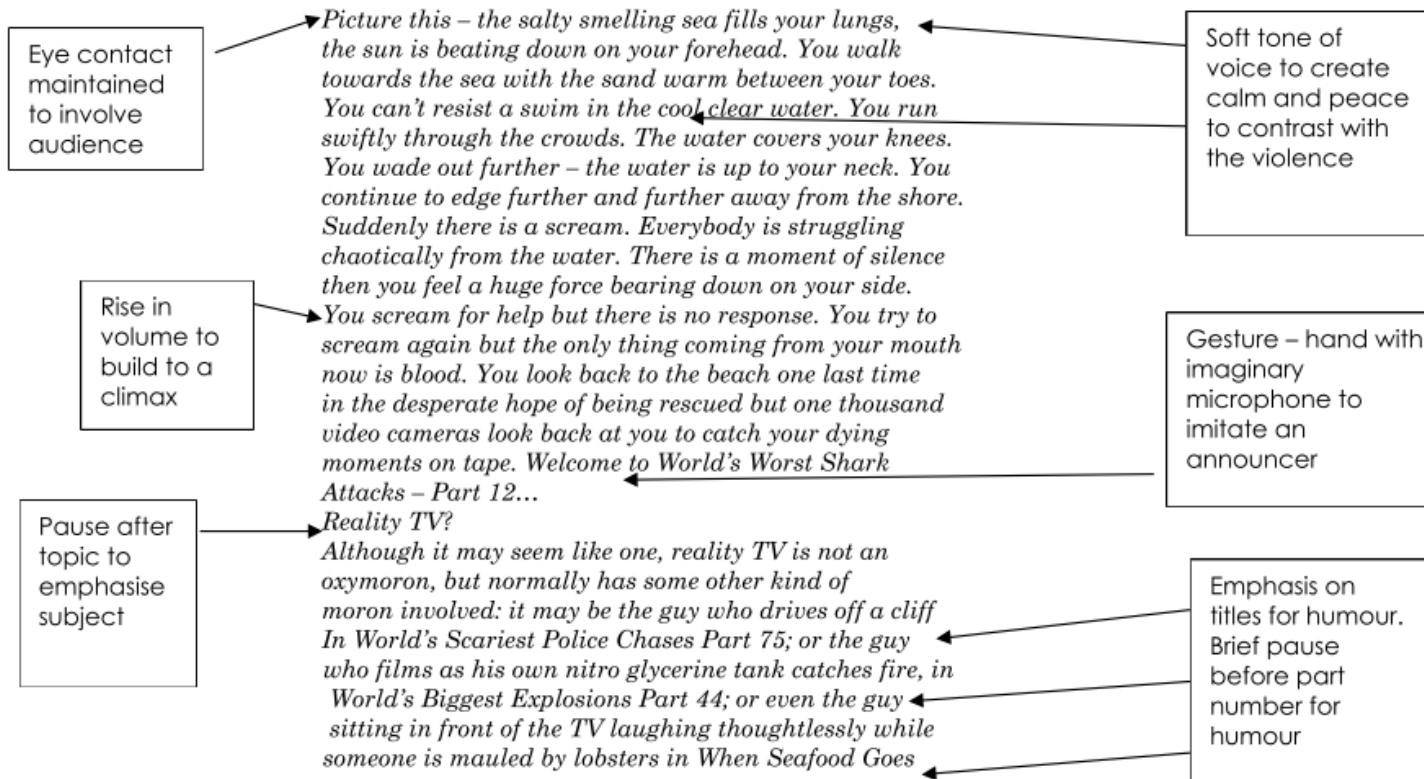 Eye contact
maintained
to involve
audience
Picture this – the salty smelling sea fills your lungs,
the sun is beating down on your forehead. You walk
towards the sea with the sand warm between your toes.
You can't resist a swim in the cool clear water. You run
swiftly through the crowds. The water covers your knees.
You wade out further – the water is up to your neck. You
continue to edge further and further away from the shore.
Suddenly there is a scream. Everybody is struggling
chaotically from the water. There is a moment of silence
then you feel a huge force bearing down on your side.
You scream for help but there is no response. You try to
scream again but the only thing coming from your mouth
now is blood. You look back to the beach one last time
in the desperate hope of being rescued but one thousand
video cameras look back at you to catch your dying
moments on tape. Welcome to World's Worst Shark
Attacks – Part 12…
Reality TV?
Although it may seem like one, reality TV is not an
oxymoron, but normally has some other kind of
moron involved: it may be the guy who drives off a cliff
In World's Scariest Police Chases Part 75; or the guy
who films as his own nitro glycerine tank catches fire, in
World's Biggest Explosions Part 44; or even the guy
sitting in front of the TV laughing thoughtlessly while
someone is mauled by lobsters in When Seafood Goes
Soft tone of
voice to create
calm and peace
to contrast with
the violence
Rise in
volume to
build to a
climax
Gesture – hand with
imaginary
microphone to
imitate an
announcer
Pause after
topic to
emphasise
subject
Emphasis on
titles for humour.
Brief pause
before part
number for
humour